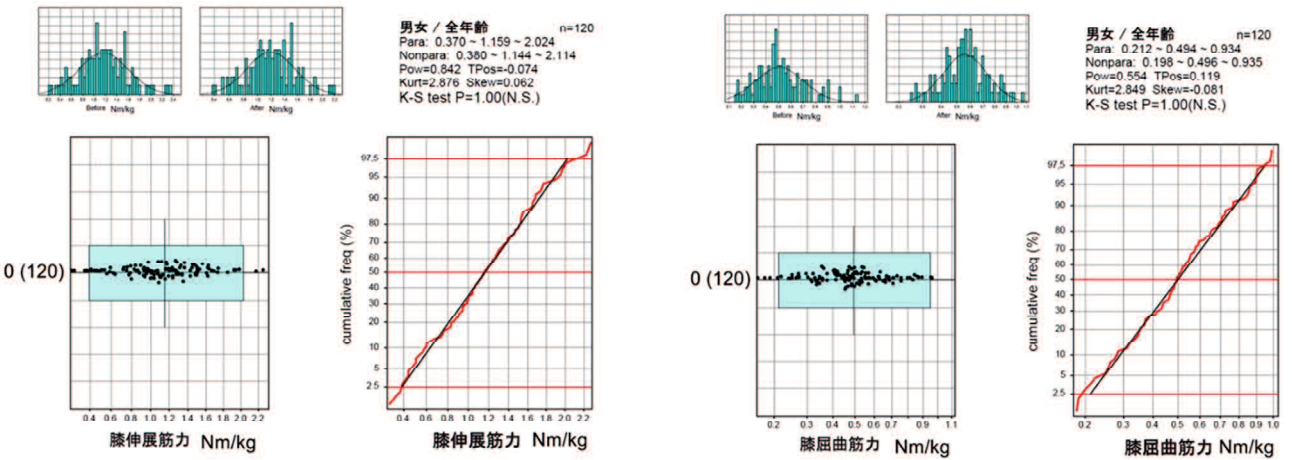 男女 / 全年齢 n=120
Para: 0.370 ~ 1.159 ~ 2.024
Nonpara: 0.380 ~ 1.144 ~ 2.114
Pow=0.842 TPos=-0.074
Kurt=2.876 Skew=0.062
K-S test P=1.00(N.S.)
Before Nm/kg
After Nm/kg
0 (120)
0.4 0.6 0.8 1.0 1.2 1.4 1.6 1.8 2.0 2.2
膝伸展筋力 Nm/kg
cumulative freq (%)
97.5
95
90
80
70
60
50
40
30
20
10
5
2.5
0.4 0.6 0.8 1.0 1.2 1.4 1.6 1.8 2.0 2.2
膝伸展筋力 Nm/kg
男女 / 全年齢 n=120
Para: 0.212 ~ 0.494 ~ 0.934
Nonpara: 0.198 ~ 0.496 ~ 0.935
Pow=0.554 TPos=0.119
Kurt=2.849 Skew=-0.081
K-S test P=1.00(N.S.)
Before Nm/kg
After Nm/kg
0 (120)
0.2 0.3 0.4 0.5 0.6 0.7 0.9 1.1
膝屈曲筋力 Nm/kg
cumulative freq (%)
97.5
95
90
80
70
60
50
40
30
20
10
5
2.5
0.2 0.3 0.4 0.5 0.6 0.7 0.8 0.9 1.0
膝屈曲筋力 Nm/kg